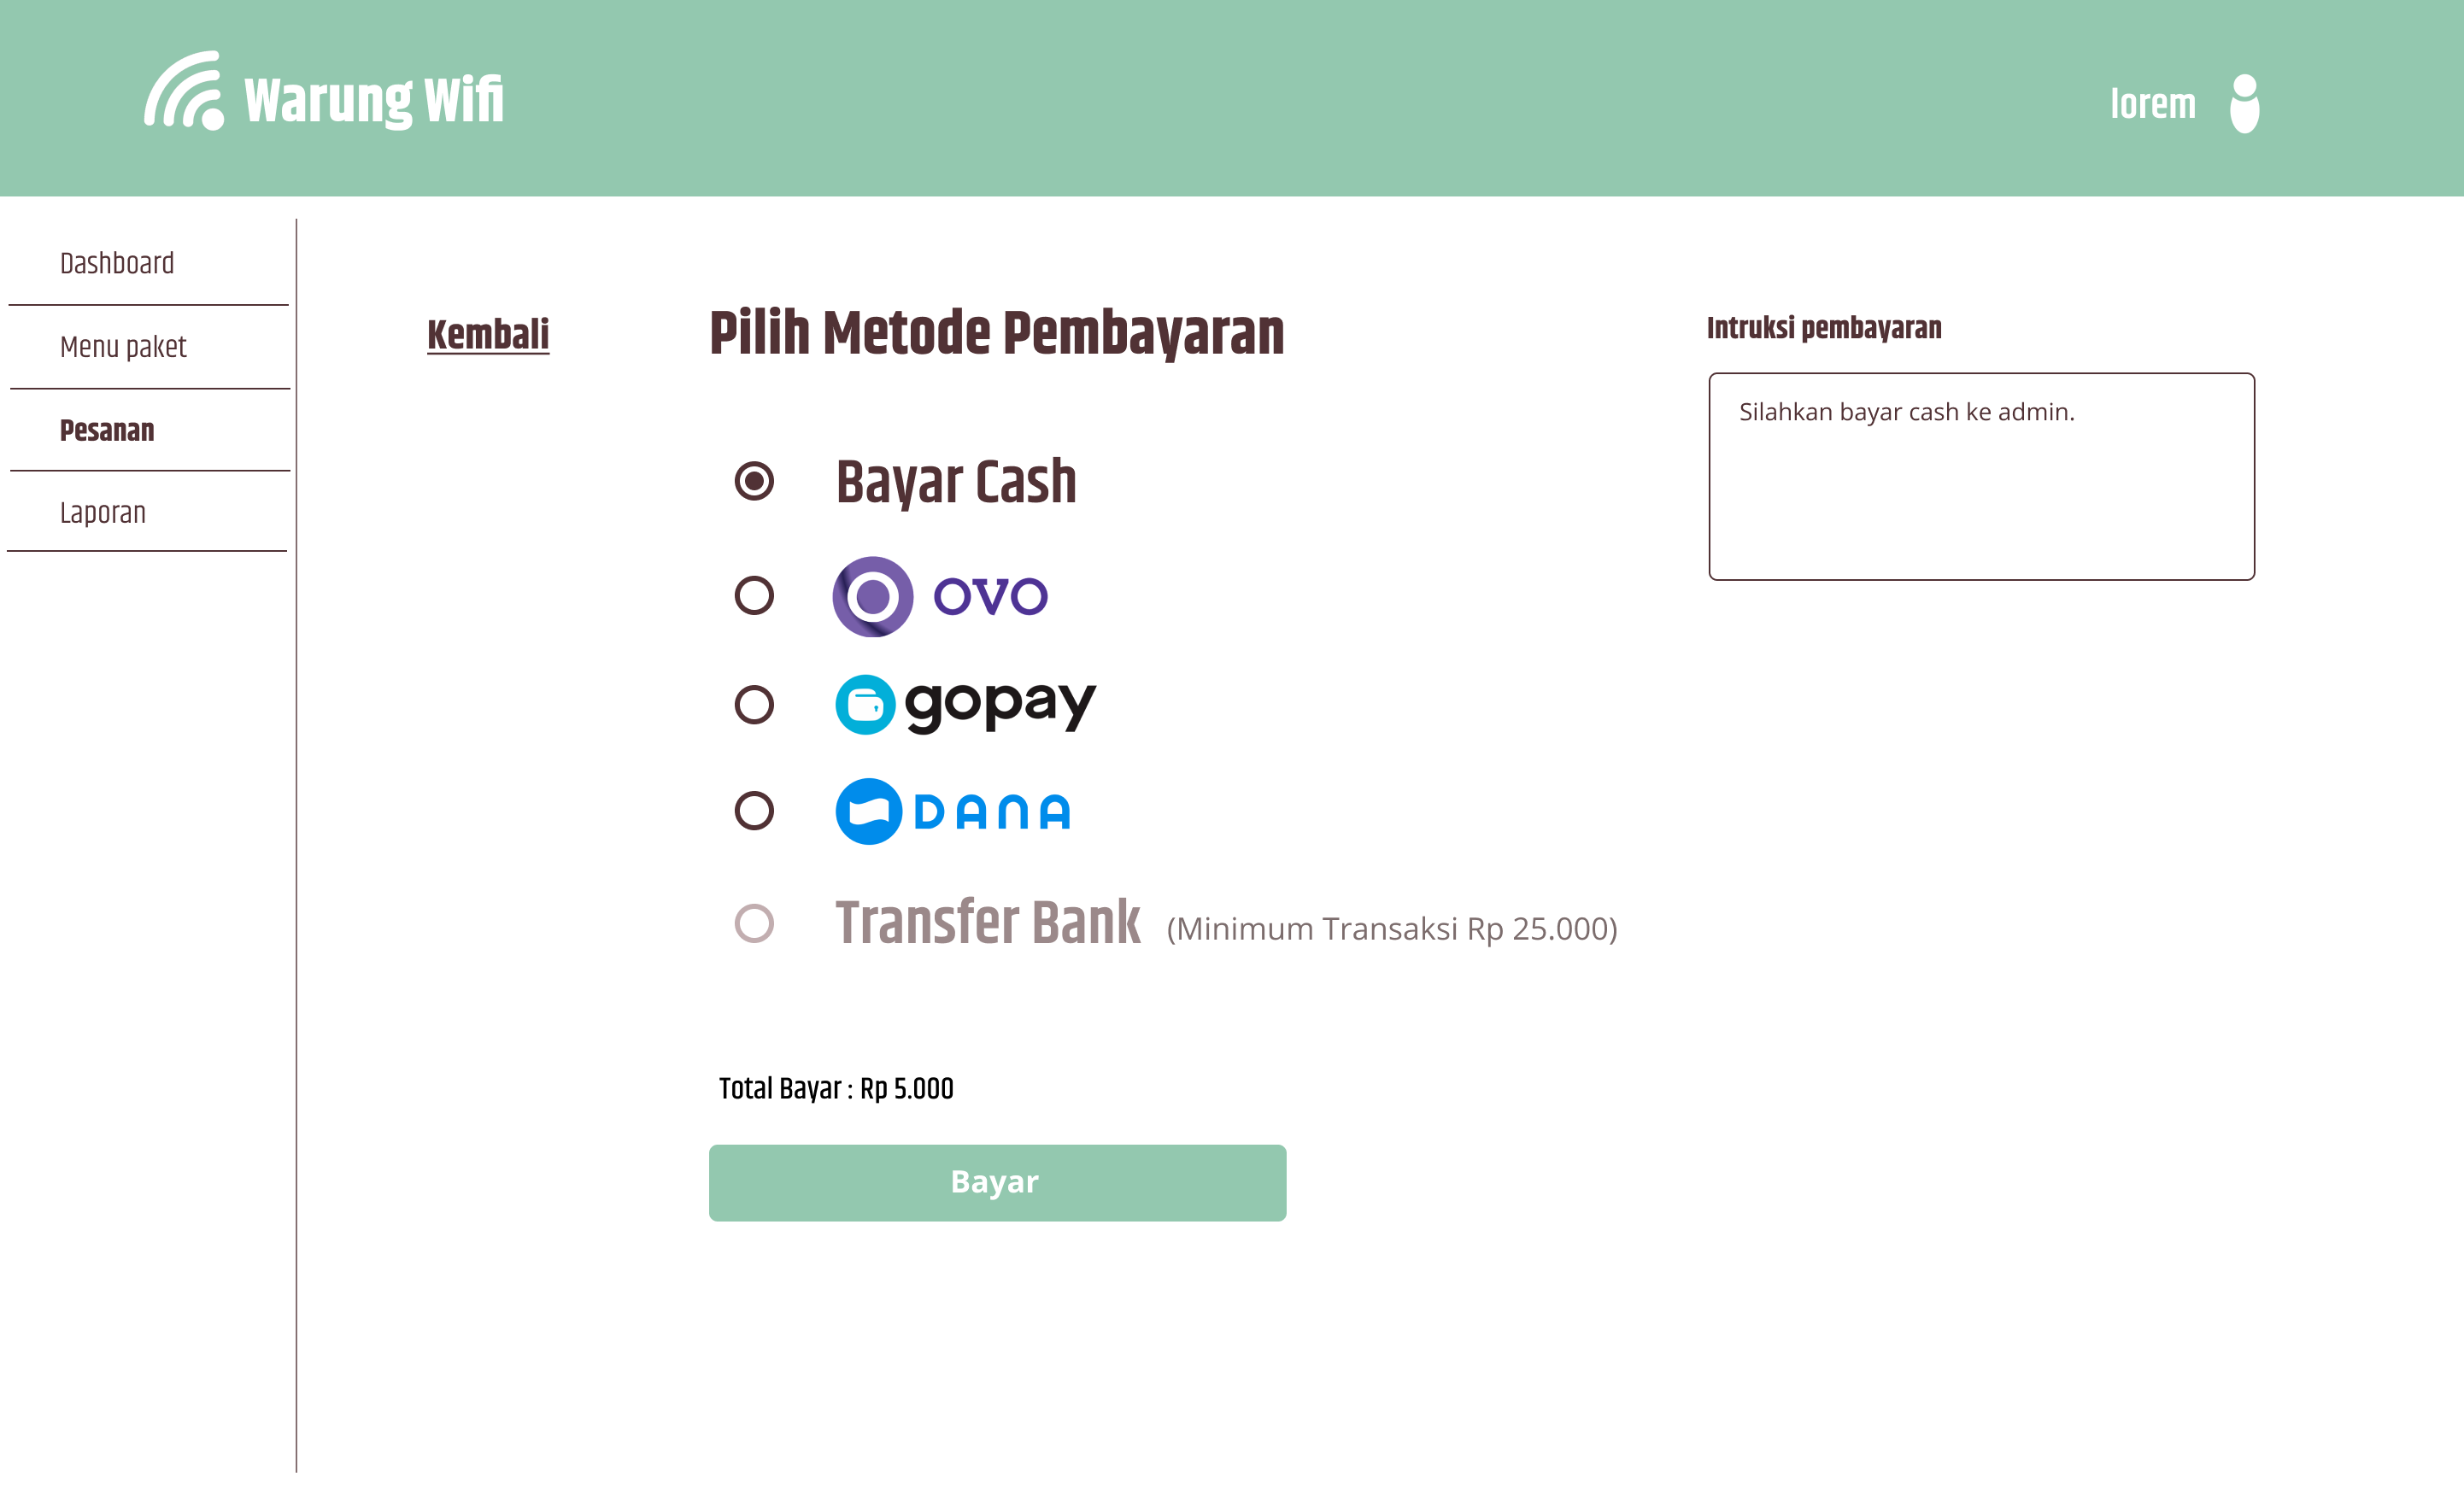 Warung Wifi
lorem
Dashboard
Menu paket
Pesanan
Laporan
Kembali
Pilih Metode Pembayaran
Bayar Cash
OVO
gopay
DANA
Transfer Bank (Minimum Transaksi Rp 25.000)
Total Bayar : Rp 5.000
Bayar
Intruksi pembayaran
Silahkan bayar cash ke admin.